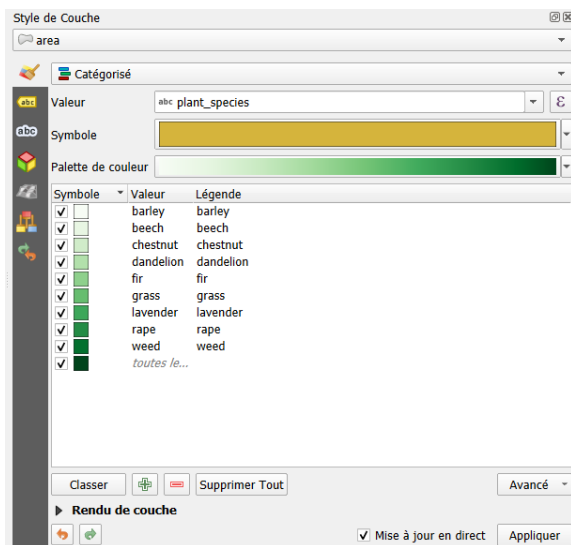 Style de Couche
area
Catégorisé
abc
Valeur
abc plant_species
ε
abc
Symbole
Palette de couleur
Symbole Valeur Légende
barley barley
beech beech
chestnut chestnut
dandelion dandelion
fir fir
grass grass
lavender lavender
rape rape
weed weed
toutes le...
Classer Supprimer Tout Avancé
Rendu de couche
Mise à jour en direct Appliquer